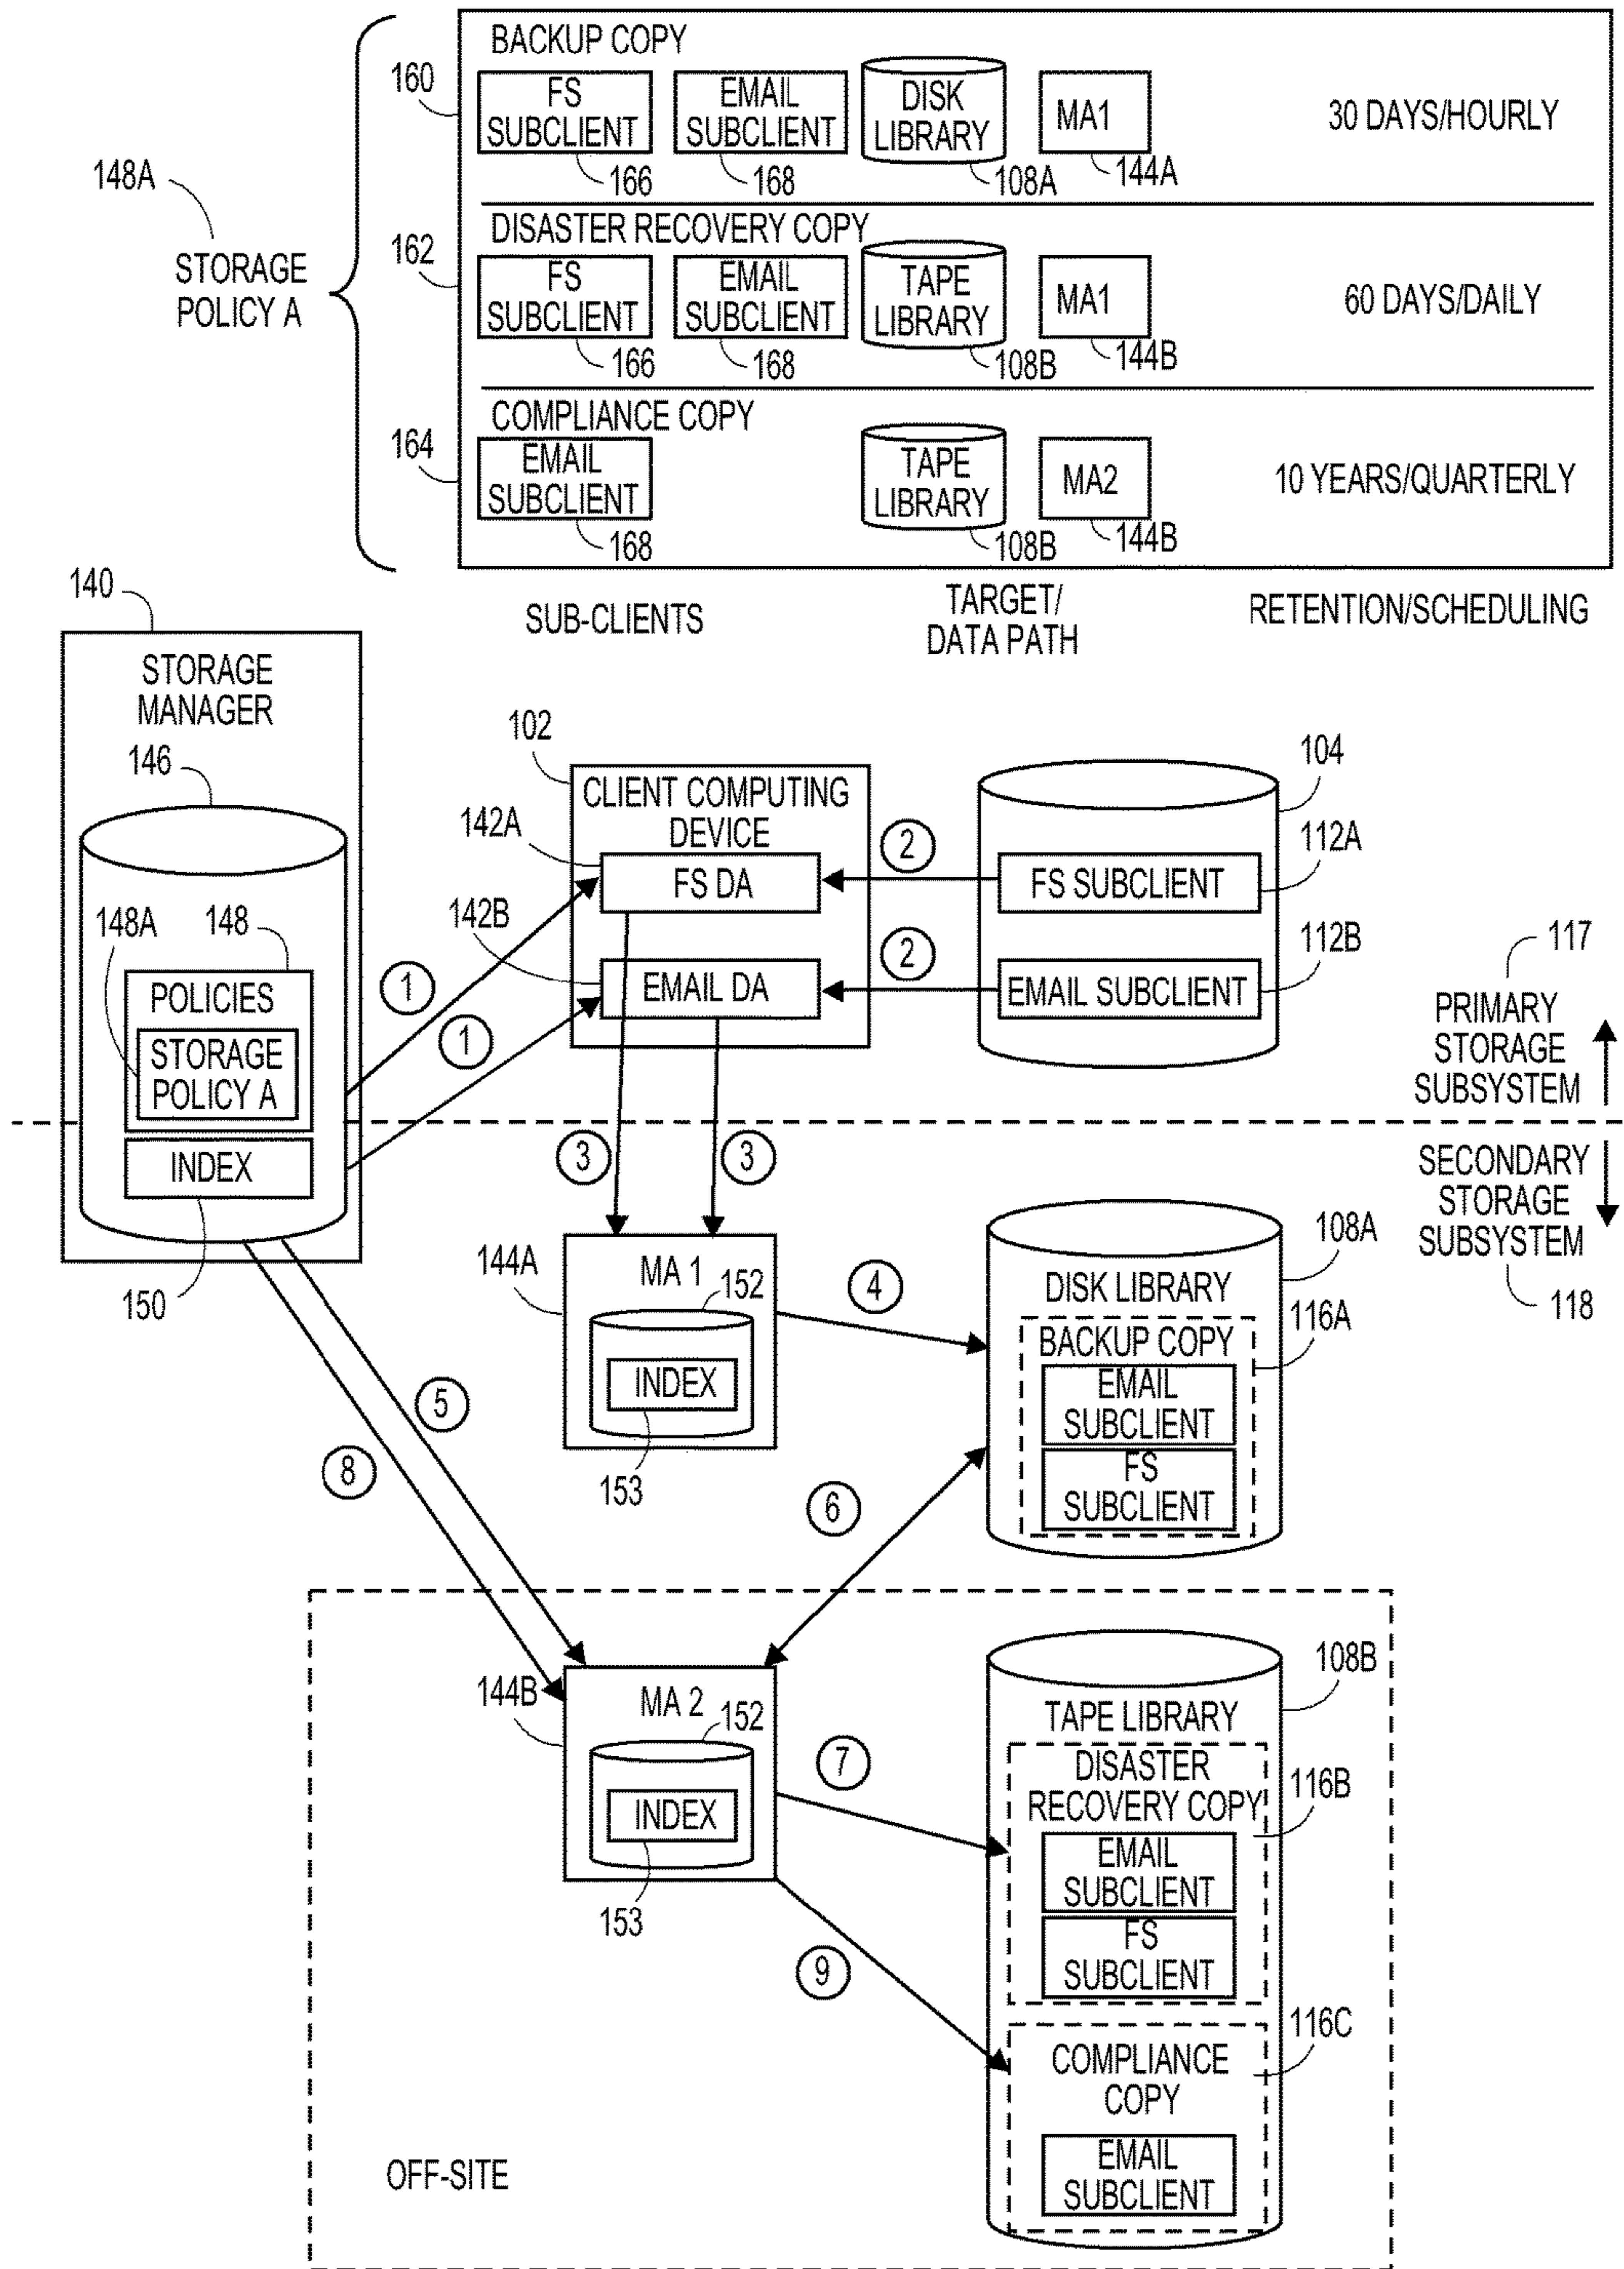 BACKUP COPY
160
FS
SUBCLIENT
166
EMAIL
SUBCLIENT
168
DISK
LIBRARY
108A
MA1
144A
30 DAYS/HOURLY
148A
STORAGE
POLICY A
DISASTER RECOVERY COPY
162
FS
SUBCLIENT
166
EMAIL
SUBCLIENT
168
TAPE
LIBRARY
108B
MA1
144B
60 DAYS/DAILY
COMPLIANCE COPY
164
EMAIL
SUBCLIENT
168
TAPE
LIBRARY
108B
MA2
144B
10 YEARS/QUARTERLY
SUB-CLIENTS
TARGET/
DATA PATH
RETENTION/SCHEDULING
140
STORAGE
MANAGER
146
148A
148
POLICIES
STORAGE
POLICY A
INDEX
150
1
1
102
CLIENT COMPUTING
DEVICE
142A
FS DA
142B
EMAIL DA
2
2
104
FS SUBCLIENT
112A
EMAIL SUBCLIENT
112B
117
PRIMARY
STORAGE
SUBSYSTEM
SECONDARY
STORAGE
SUBSYSTEM
118
3
3
144A
MA 1
152
INDEX
153
4
108A
DISK LIBRARY
BACKUP COPY
116A
EMAIL
SUBCLIENT
FS
SUBCLIENT
5
8
6
144B
MA 2
152
INDEX
153
7
9
108B
TAPE LIBRARY
DISASTER
RECOVERY COPY
116B
EMAIL
SUBCLIENT
FS
SUBCLIENT
116C
COMPLIANCE
COPY
EMAIL
SUBCLIENT
OFF-SITE